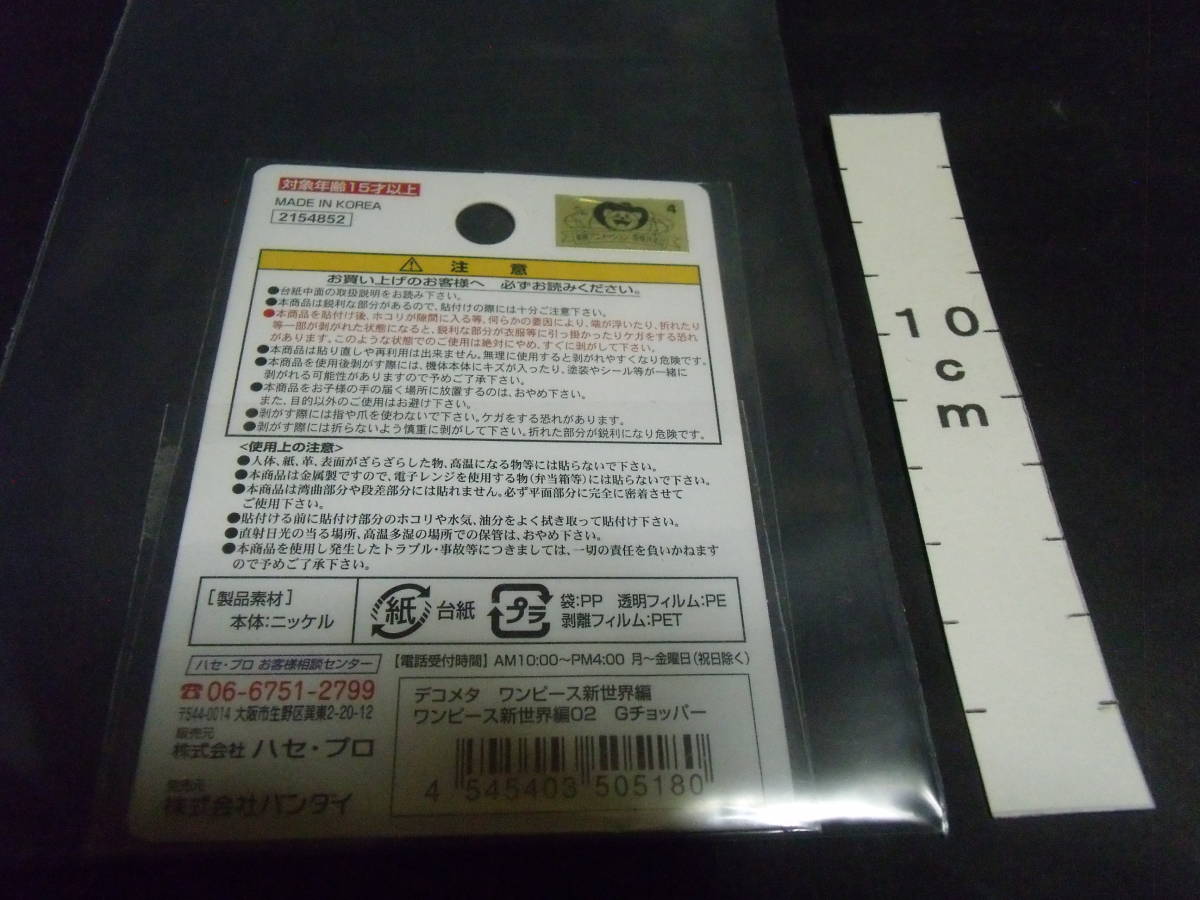 対象年齢15才以上
MADE IN KOREA
2154852
4
注 意
お買い上げのお客様へ 必ずお読みください。
●台紙中面の取扱説明をお読み下さい。
●本商品は鋭利な部分があるので、貼付けの際には十分ご注意下さい。
●本商品を貼付け後、ホコリが隙間に入る等、何らかの要因により、端が浮いたり、折れたり
等一部が剥がれた状態になると、鋭利な部分が衣服等に引っ掛かったりケガをする恐れ
があります。このような状態でのご使用は絶対にやめ、すぐに剥がして下さい。
●本商品は貼り直しや再利用は出来ません。無理に使用すると剥がれやすくなり危険です。
●本商品を使用後剥がす際には、機体本体にキズが入ったり、塗装やシール等が一緒に
剥がれる可能性がありますので予めご了承下さい。
●本商品をお子様の手の届く場所に放置するのは、おやめ下さい。
また、目的以外のご使用はお避け下さい。
●剥がす際には指や爪を使わないで下さい。ケガをする恐れがあります。
●剥がす際には折らないよう慎重に剥がして下さい。折れた部分が鋭利になり危険です。
<使用上の注意>
●人体、紙、革、表面がざらざらした物、高温になる物等には貼らないで下さい。
●本商品は金属製ですので、電子レンジを使用する物(弁当箱等)には貼らないで下さい。
●本商品は湾曲部分や段差部分には貼れません。必ず平面部分に完全に密着させて
ご使用下さい。
●貼付ける前に貼付け部分のホコリや水気、油分をよく拭き取って貼付け下さい。
●直射日光の当る場所、高温多湿の場所での保管は、おやめ下さい。
●本商品を使用し発生したトラブル・事故等につきましては、一切の責任を負いかねます
ので予めご了承下さい。
[製品素材]
本体:ニッケル
紙 台紙
プラ
袋:PP 透明フィルム:PE
剥離フィルム:PET
ハセ・プロ お客様相談センター
【電話受付時間】AM10:00〜PM4:00 月〜金曜日(祝日除く)
☎06-6751-2799
〒544-0014 大阪市生野区巽東2-20-12
販売元
株式会社 ハセ・プロ
発売元
株式会社バンダイ
デコメタ ワンピース新世界編
ワンピース新世界編02 Gチョッパー
4 545403 505180
10
cm